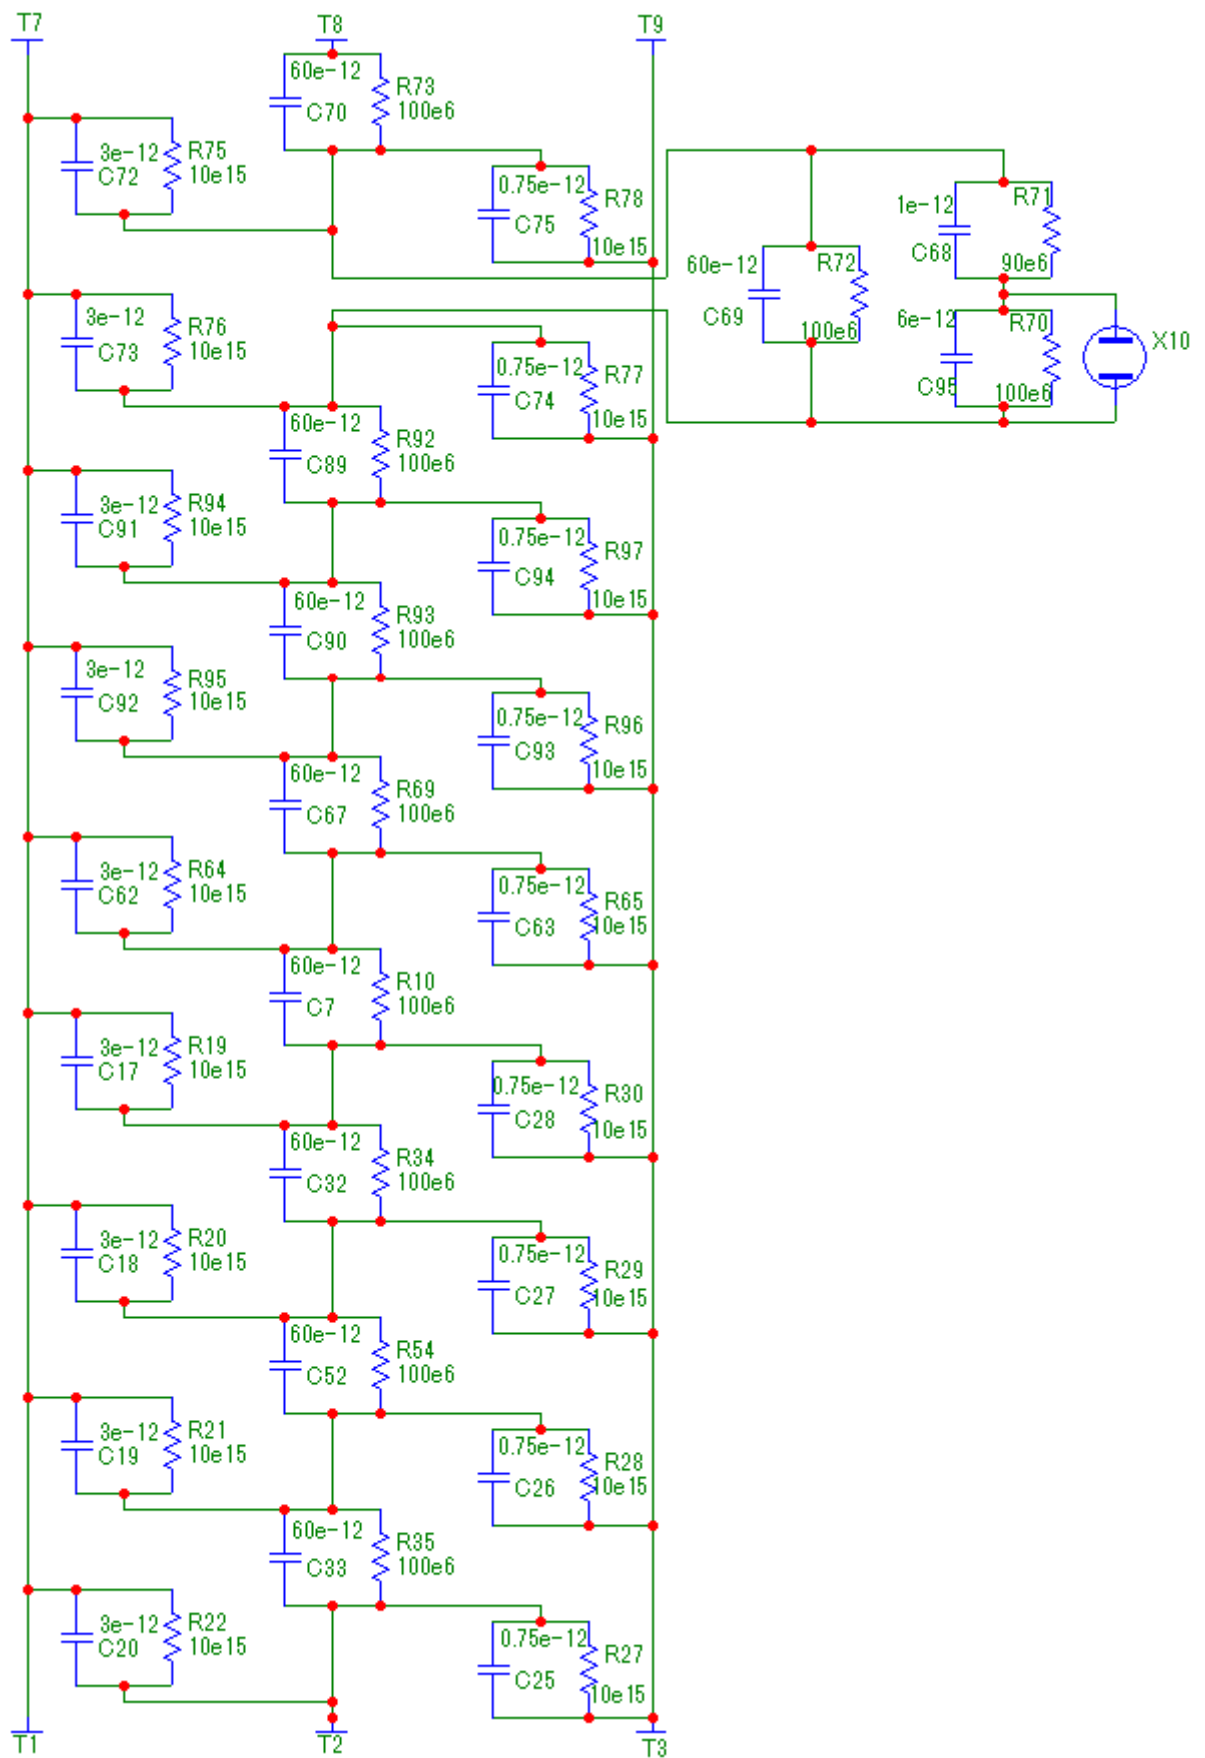 T7
T8
T9
60e-12
C70
R73
100e6
3e-12
C72
R75
10e15
0.75e-12
C75
R78
10e15
1e-12
C68
R71
90e6
60e-12
C69
R72
100e6
6e-12
C95
R70
100e6
X10
3e-12
C73
R76
10e15
0.75e-12
C74
R77
10e15
60e-12
C89
R92
100e6
3e-12
C91
R94
10e15
0.75e-12
C94
R97
10e15
60e-12
C90
R93
100e6
3e-12
C92
R95
10e15
0.75e-12
C93
R96
10e15
60e-12
C67
R69
100e6
3e-12
C62
R64
10e15
0.75e-12
C63
R65
10e15
60e-12
C7
R10
100e6
3e-12
C17
R19
10e15
0.75e-12
C28
R30
10e15
60e-12
C32
R34
100e6
3e-12
C18
R20
10e15
0.75e-12
C27
R29
10e15
60e-12
C52
R54
100e6
3e-12
C19
R21
10e15
0.75e-12
C26
R28
10e15
60e-12
C33
R35
100e6
3e-12
C20
R22
10e15
0.75e-12
C25
R27
10e15
T1
T2
T3